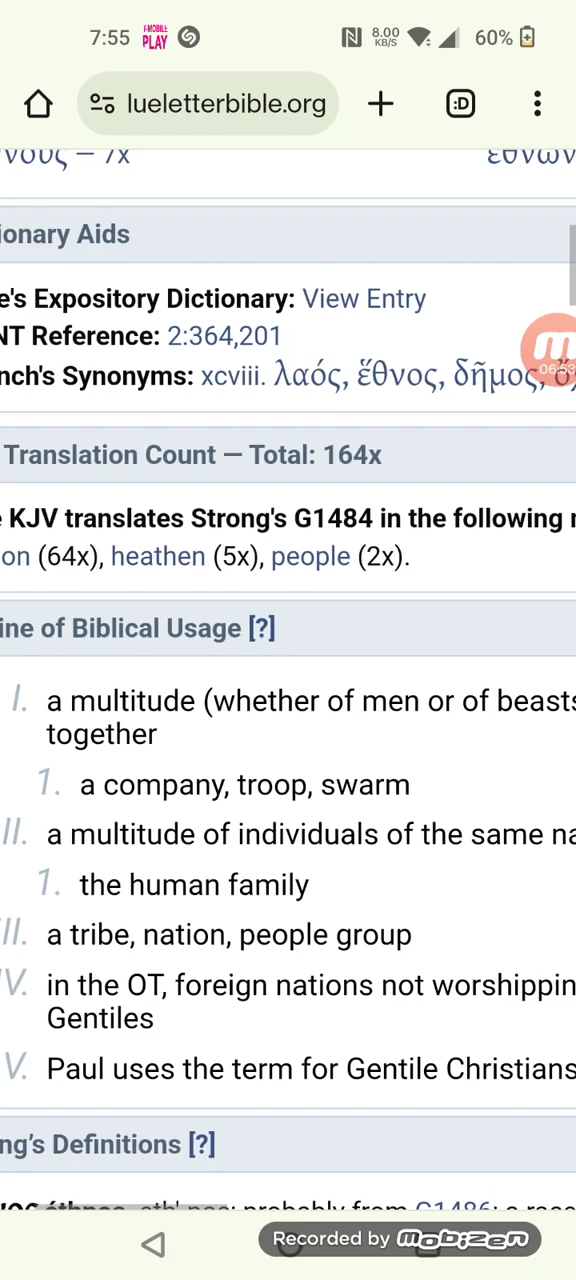 7:55 T-MOBILE PLAY 8.00 KB/S 60%
lueletterbible.org :D
νους – 7x
ionary Aids
e's Expository Dictionary: View Entry
NT Reference: 2:364,201
06:53
nch's Synonyms: xcviii. λαός, ἔθνος, δῆμος,
Translation Count — Total: 164x
e KJV translates Strong's G1484 in the following
on (64x), heathen (5x), people (2x).
ine of Biblical Usage [?]
I. a multitude (whether of men or of beasts
together
1. a company, troop, swarm
II. a multitude of individuals of the same na
1. the human family
III. a tribe, nation, people group
IV. in the OT, foreign nations not worshippin
Gentiles
V. Paul uses the term for Gentile Christians
ng's Definitions [?]
Recorded by mobizen